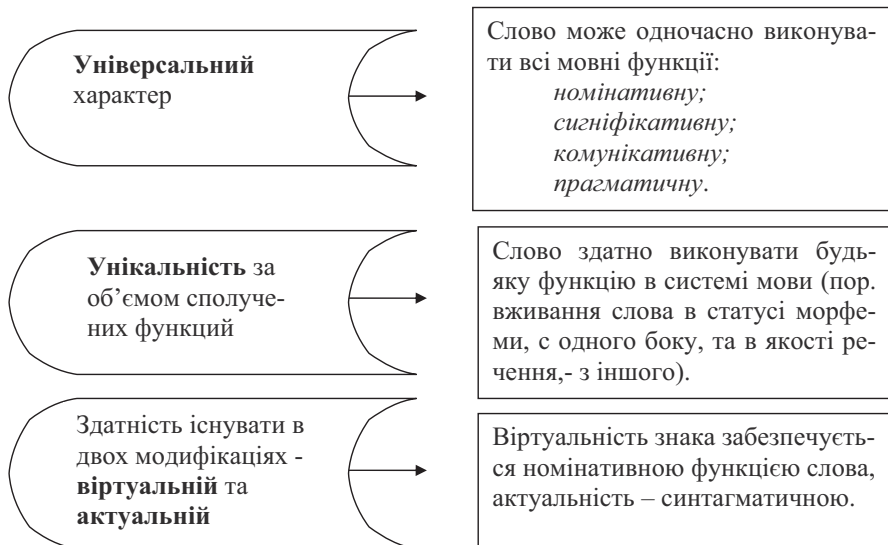 Універсальний
характер
Слово може одночасно виконува-
ти всі мовні функції:
номінативну;
сигніфікативну;
комунікативну;
прагматичну.
Унікальність за
об’ємом сполуче-
них функций
Слово здатно виконувати будь-
яку функцію в системі мови (пор.
вживання слова в статусі морфе-
ми, с одного боку, та в якості ре-
чення,- з іншого).
Здатність існувати в
двох модифікаціях -
віртуальній та
актуальній
Віртуальність знака забезпечуєть-
ся номінативною функцією слова,
актуальність – синтагматичною.